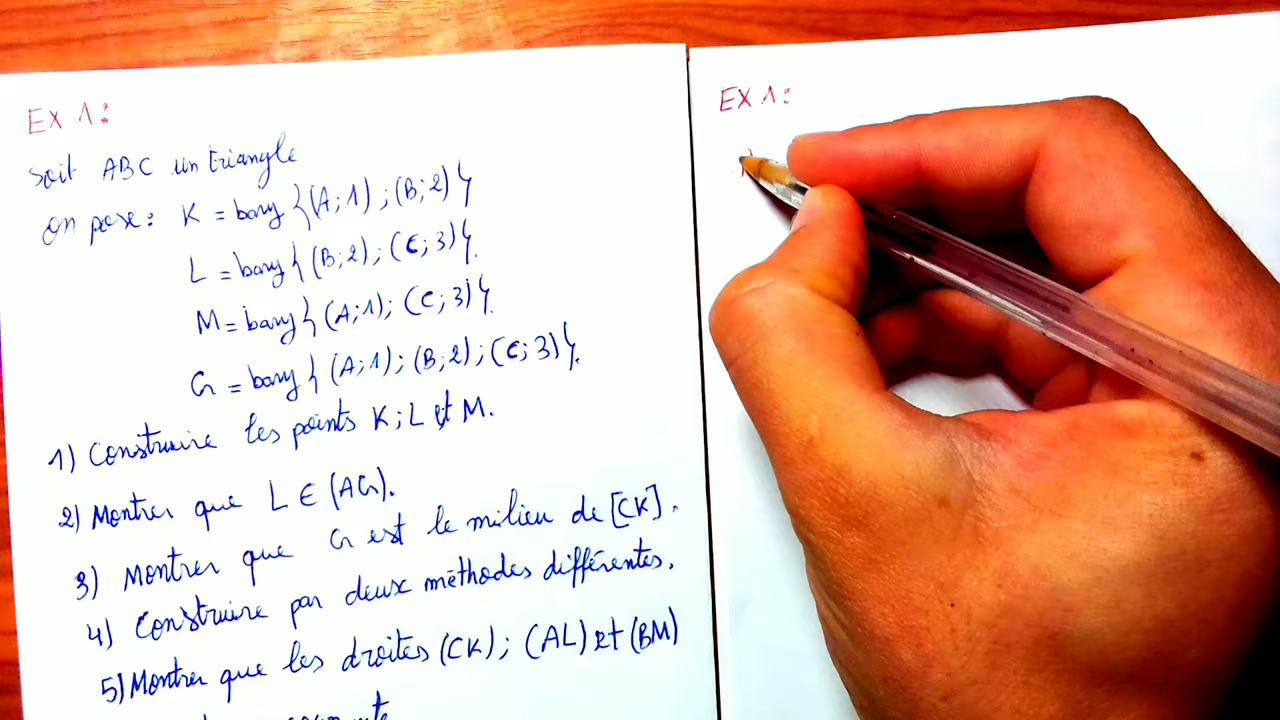 EX 1:
Soit ABC un triangle
On pose: K = bary {(A;1) ; (B;2)}
L = bary { (B;2) ; (C;3)}.
M = bary { (A;1) ; (C;3)}.
G = bary { (A;1) ; (B;2) ; (C;3)}.
1) Construire les points K; L et M.
2) Montrer que L ∈ (AG).
3) Montrer que G est le milieu de [CK].
4) Construire par deux méthodes différentes.
5) Montrer que les droites (CK) ; (AL) et (BM)
EX 1: